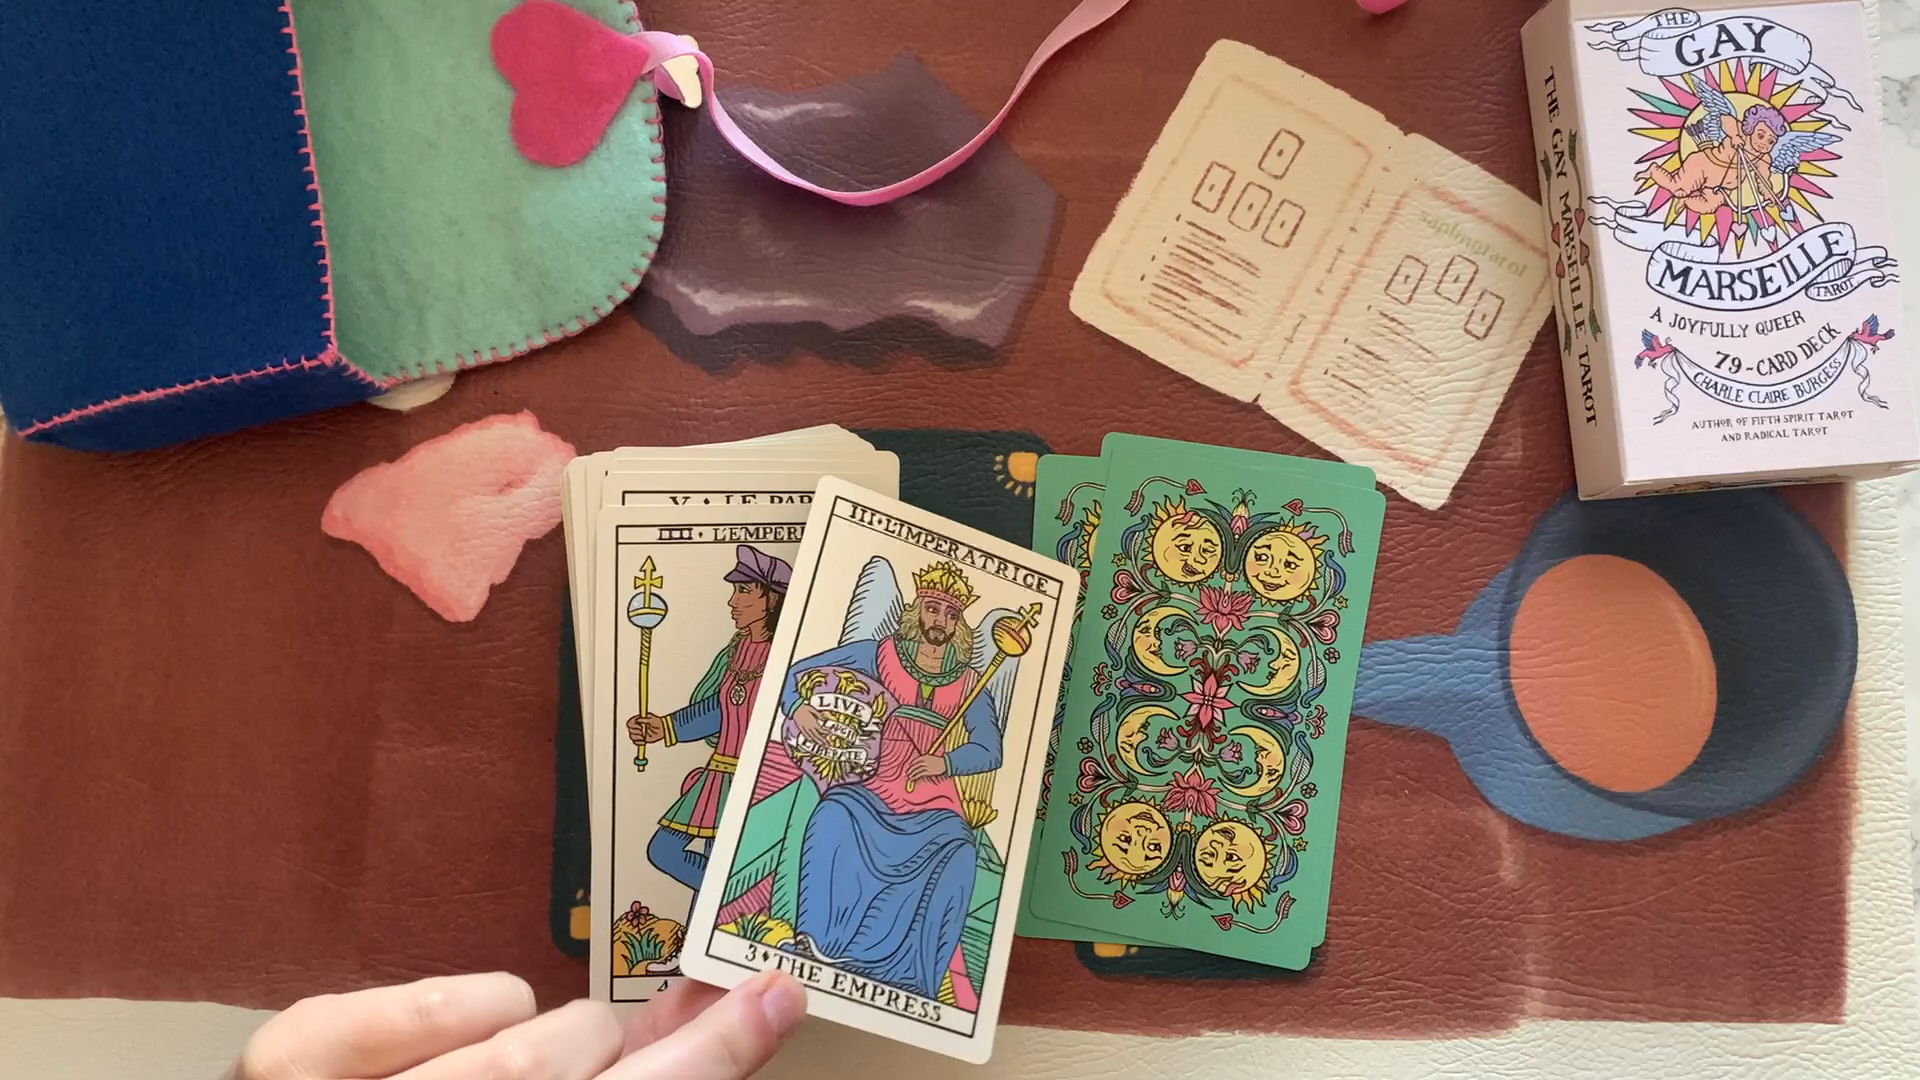 THE
GAY
MARSEILLE
TAROT
A JOYFULLY QUEER
79-CARD DECK
CHARLE CLAIRE BURGESS
AUTHOR OF FIFTH SPIRIT TAROT
AND RADICAL TAROT
THE GAY MARSEILLE TAROT
V • LE PAP
IIII • L'EMPER
4
III • L'IMPERATRICE
LIVE
3 • THE EMPRESS